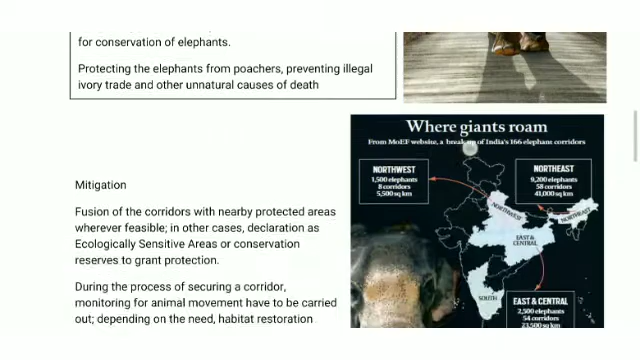 for conservation of elephants.
Protecting the elephants from poachers, preventing illegal
ivory trade and other unnatural causes of death
Mitigation
Fusion of the corridors with nearby protected areas
wherever feasible; in other cases, declaration as
Ecologically Sensitive Areas or conservation
reserves to grant protection.
During the process of securing a corridor,
monitoring for animal movement have to be carried
out; depending on the need, habitat restoration
Where giants roam
From MoEF website, a break up of India's 166 elephant corridors
NORTHWEST
1,500 elephants
8 corridors
5,500 sq km
NORTHEAST
9,200 elephants
58 corridors
41,000 sq km
NORTHWEST
NORTHEAST
EAST &
CENTRAL
SOUTH
EAST & CENTRAL
2,500 elephants
54 corridors
23,500 sq km